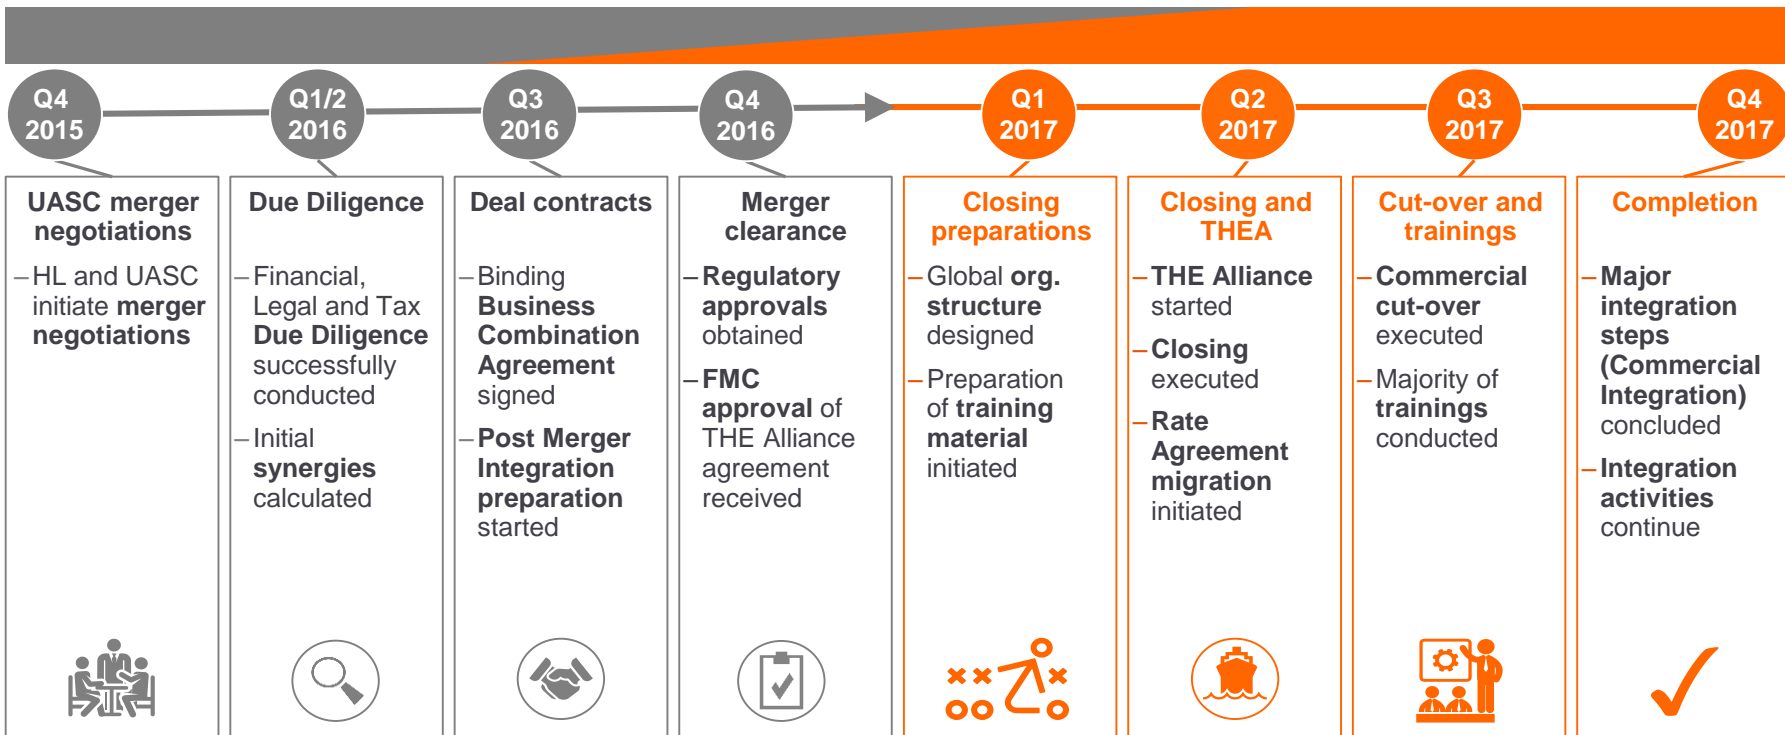 Q4
2015
Q1/2
2016
Q3
2016
Q4
2016
Q1
2017
Q2
2017
Q3
2017
Q4
2017
UASC merger
negotiations
– HL and UASC
initiate merger
negotiations
Due Diligence
– Financial,
Legal and Tax
Due Diligence
successfully
conducted
– Initial
synergies
calculated
Deal contracts
– Binding
Business
Combination
Agreement
signed
– Post Merger
Integration
preparation
started
Merger
clearance
– Regulatory
approvals
obtained
– FMC
approval of
THE Alliance
agreement
received
Closing
preparations
– Global org.
structure
designed
– Preparation
of training
material
initiated
Closing and
THEA
– THE Alliance
started
– Closing
executed
– Rate
Agreement
migration
initiated
Cut-over and
trainings
– Commercial
cut-over
executed
– Majority of
trainings
conducted
Completion
– Major
integration
steps
(Commercial
Integration)
concluded
– Integration
activities
continue